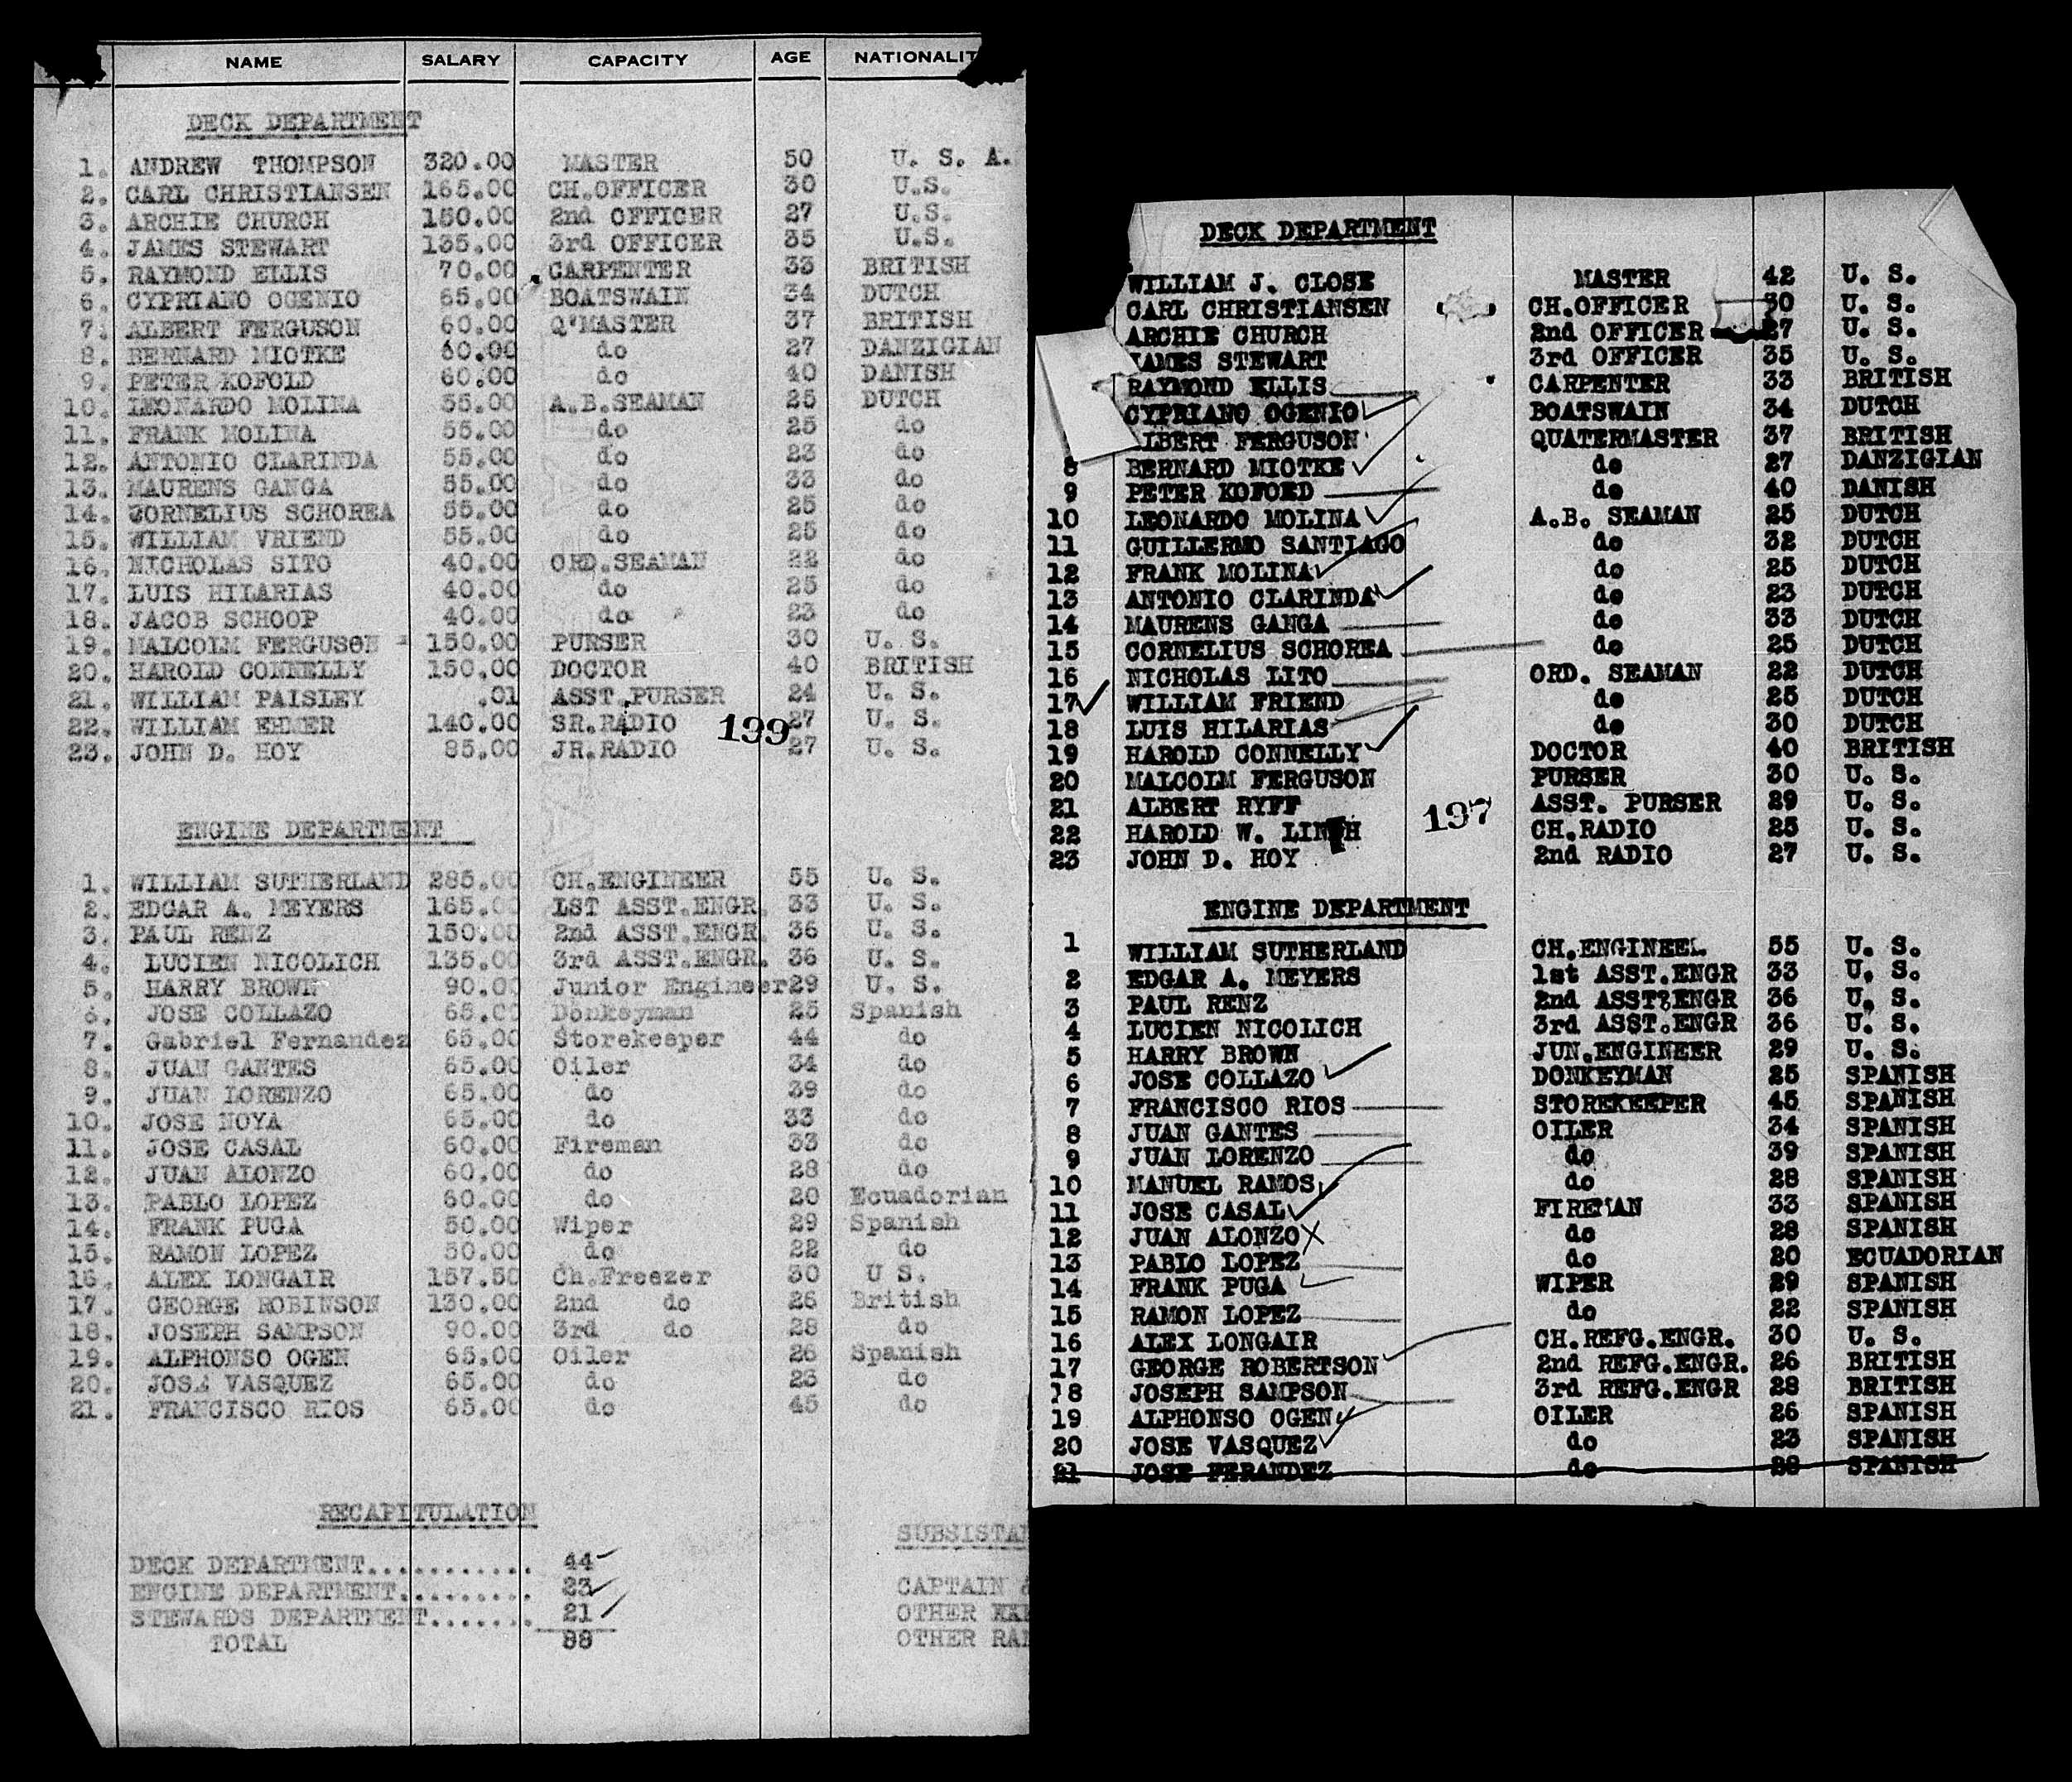 NAME SALARY CAPACITY AGE NATIONALIT
DECK DEPARTMENT
1. ANDREW THOMPSON 320.00 MASTER 50 U. S. A.
2. CARL CHRISTIANSEN 165.00 CH.OFFICER 30 U.S.
3. ARCHIE CHURCH 150.00 2nd OFFICER 27 U.S.
4. JAMES STEWART 135.00 3rd OFFICER 35 U.S.
5. RAYMOND ELLIS 70.00 CARPENTER 33 BRITISH
6. CYPRIANO OGENIO 65.00 BOATSWAIN 34 DUTCH
7. ALBERT FERGUSON 60.00 Q'MASTER 37 BRITISH
8. BERNARD MIOTKE 60.00 do 27 DANZIGIAN
9. PETER KOFOLD 60.00 do 40 DANISH
10. LEONARDO MOLINA 55.00 A.B.SEAMAN 25 DUTCH
11. FRANK MOLINA 55.00 do 25 do
12. ANTONIO CLARINDA 55.00 do 23 do
13. MAURENS GANGA 55.00 do 33 do
14. CORNELIUS SCHOREA 55.00 do 25 do
15. WILLIAM VRIEND 55.00 do 25 do
16. NICHOLAS SITO 40.00 ORD.SEAMAN 22 do
17. LUIS HILARIAS 40.00 do 25 do
18. JACOB SCHOOP 40.00 do 23 do
19. MALCOLM FERGUSON - 150.00 PURSER 30 U. S.
20. HAROLD CONNELLY 150.00 DOCTOR 40 BRITISH
21. WILLIAM PAISLEY .01 ASST.PURSER 24 U. S.
22. WILLIAM EHMER 140.00 SR.RADIO 27 U. S.
199
23. JOHN D. HOY 85.00 JR.RADIO 27 U. S.
ENGINE DEPARTMENT
1. WILLIAM SUTHERLAND 285.00 CH.ENGINEER 55 U. S.
2. EDGAR A. MEYERS 165.00 1ST ASST.ENGR. 33 U. S.
3. PAUL RENZ 150.00 2nd ASST.ENGR. 36 U. S.
4. LUCIEN NICOLICH 135.00 3rd ASST.ENGR. 36 U. S.
5. HARRY BROWN 90.00 Junior Engineer 29 U. S.
6. JOSE COLLAZO 65.00 Donkeyman 25 Spanish
7. Gabriel Fernandez 65.00 Storekeeper 44 do
8. JUAN GANTES 65.00 Oiler 34 do
9. JUAN LORENZO 65.00 do 39 do
10. JOSE NOYA 65.00 do 33 do
11. JOSE CASAL 60.00 Fireman 33 do
12. JUAN ALONZO 60.00 do 28 do
13. PABLO LOPEZ 60.00 do 20 Ecuadorian
14. FRANK PUGA 50.00 Wiper 29 Spanish
15. RAMON LOPEZ 50.00 do 22 do
16. ALEX LONGAIR 157.50 Ch.Freezer 30 U S.
17. GEORGE ROBINSON 130.00 2nd do 26 British
18. JOSEPH SAMPSON 90.00 3rd do 28 do
19. ALPHONSO OGEN 65.00 Oiler 26 Spanish
20. JOSE VASQUEZ 65.00 do 23 do
21. FRANCISCO RIOS 65.00 do 45 do
RECAPITULATION
SUBSISTAN
DECK DEPARTMENT............ 44
ENGINE DEPARTMENT.......... 23 CAPTAIN &
STEWARDS DEPARTMENT....... 21 OTHER
TOTAL 88 OTHER RA
DECK DEPARTMENT
WILLIAM J. CLOSE MASTER 42 U. S.
CARL CHRISTIANSEN CH.OFFICER 30 U. S.
ARCHIE CHURCH 2nd OFFICER 27 U. S.
JAMES STEWART 3rd OFFICER 35 U. S.
RAYMOND ELLIS CARPENTER 33 BRITISH
CYPRIANO OGENIO BOATSWAIN 34 DUTCH
ALBERT FERGUSON QUATERMASTER 37 BRITISH
8 BERNARD MIOTKE do 27 DANZIGIAN
9 PETER KOFOED do 40 DANISH
10 LEONARDO MOLINA A.B. SEAMAN 25 DUTCH
11 GUILLERMO SANTIAGO do 32 DUTCH
12 FRANK MOLINA do 25 DUTCH
13 ANTONIO CLARINDA do 23 DUTCH
14 MAURENS GANGA do 33 DUTCH
15 CORNELIUS SCHOREA do 25 DUTCH
16 NICHOLAS LITO ORD. SEAMAN 22 DUTCH
17 WILLIAM FRIEND do 25 DUTCH
18 LUIS HILARIAS do 30 DUTCH
19 HAROLD CONNELLY DOCTOR 40 BRITISH
20 MALCOLM FERGUSON PURSER 30 U. S.
21 ALBERT RYFF ASST. PURSER 29 U. S.
197
22 HAROLD W. LINTH CH.RADIO 25 U. S.
23 JOHN D. HOY 2nd RADIO 27 U. S.
ENGINE DEPARTMENT
1 WILLIAM SUTHERLAND CH.ENGINEER 55 U. S.
2 EDGAR A. MEYERS 1st ASST.ENGR 33 U. S.
3 PAUL RENZ 2nd ASST.ENGR 36 U. S.
4 LUCIEN NICOLICH 3rd ASST.ENGR 36 U. S.
5 HARRY BROWN JUN.ENGINEER 29 U. S.
6 JOSE COLLAZO DONKEYMAN 25 SPANISH
7 FRANCISCO RIOS STOREKEEPER 45 SPANISH
8 JUAN GANTES OILER 34 SPANISH
9 JUAN LORENZO do 39 SPANISH
10 MANUEL RAMOS do 28 SPANISH
11 JOSE CASAL FIREMAN 33 SPANISH
12 JUAN ALONZO do 28 SPANISH
13 PABLO LOPEZ do 20 ECUADORIAN
14 FRANK PUGA WIPER 29 SPANISH
15 RAMON LOPEZ do 22 SPANISH
16 ALEX LONGAIR CH.REFG.ENGR. 30 U. S.
17 GEORGE ROBERTSON 2nd REFG.ENGR. 26 BRITISH
18 JOSEPH SAMPSON 3rd REFG.ENGR 28 BRITISH
19 ALPHONSO OGEN OILER 26 SPANISH
20 JOSE VASQUEZ do 23 SPANISH
21 JOSE FERANDEZ do 28 SPANISH